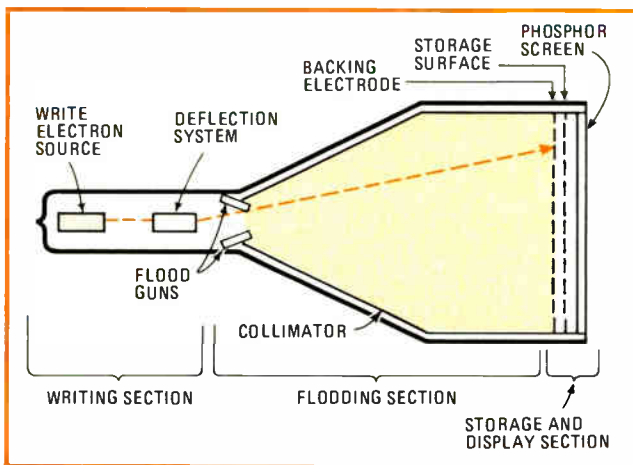 PHOSPHOR
SCREEN
STORAGE
SURFACE
BACKING
ELECTRODE
WRITE
ELECTRON
SOURCE
DEFLECTION
SYSTEM
FLOOD
GUNS
COLLIMATOR
WRITING SECTION
FLODDING SECTION
STORAGE AND
DISPLAY SECTION